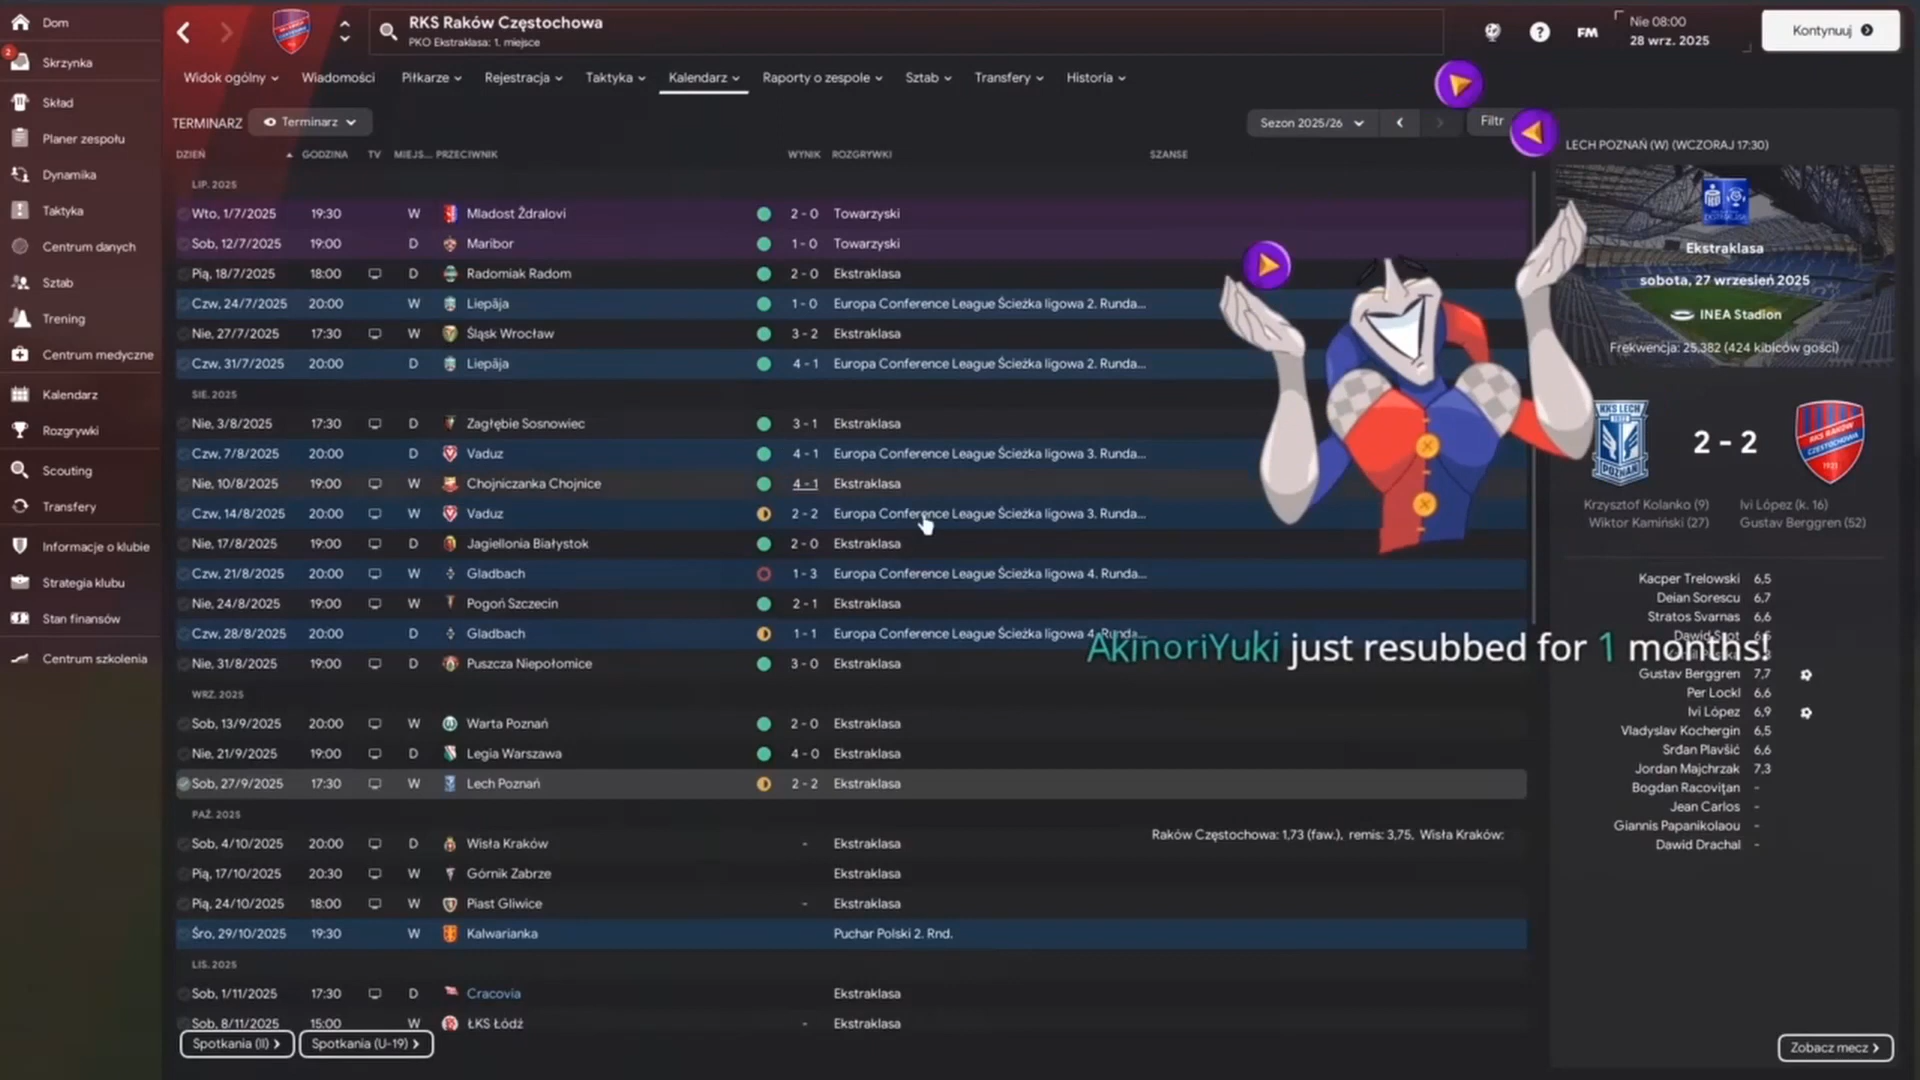 Dom
2
Skrzynka
Skład
Planer zespołu
Dynamika
Taktyka
Centrum danych
Sztab
Trening
Centrum medyczne
Kalendarz
Rozgrywki
Scouting
Transfery
Informacje o klubie
Strategia klubu
Stan finansów
Centrum szkolenia
RKS Raków Częstochowa
PKO Ekstraklasa: 1. miejsce
FM
Nie 08:00
28 wrz. 2025
Kontynuuj
Widok ogólny
Wiadomości
Piłkarze
Rejestracja
Taktyka
Kalendarz
Raporty o zespole
Sztab
Transfery
Historia
TERMINARZ
Terminarz
Sezon 2025/26
Filtr
DZIEŃ GODZINA TV MIEJS... PRZECIWNIK WYNIK ROZGRYWKI SZANSE
LIP. 2025
Wto, 1/7/2025 19:30 W Mladost Ždralovi 2 - 0 Towarzyski
Sob, 12/7/2025 19:00 D Maribor 1 - 0 Towarzyski
Pią, 18/7/2025 18:00 D Radomiak Radom 2 - 0 Ekstraklasa
Czw, 24/7/2025 20:00 W Liepāja 1 - 0 Europa Conference League Ścieżka ligowa 2. Runda...
Nie, 27/7/2025 17:30 W Śląsk Wrocław 3 - 2 Ekstraklasa
Czw, 31/7/2025 20:00 D Liepāja 4 - 1 Europa Conference League Ścieżka ligowa 2. Runda...
SIE. 2025
Nie, 3/8/2025 17:30 D Zagłębie Sosnowiec 3 - 1 Ekstraklasa
Czw, 7/8/2025 20:00 D Vaduz 4 - 1 Europa Conference League Ścieżka ligowa 3. Runda...
Nie, 10/8/2025 19:00 W Chojniczanka Chojnice 4 - 1 Ekstraklasa
Czw, 14/8/2025 20:00 W Vaduz 2 - 2 Europa Conference League Ścieżka ligowa 3. Runda...
Nie, 17/8/2025 19:00 D Jagiellonia Białystok 2 - 0 Ekstraklasa
Czw, 21/8/2025 20:00 W Gladbach 1 - 3 Europa Conference League Ścieżka ligowa 4. Runda...
Nie, 24/8/2025 19:00 W Pogoń Szczecin 2 - 1 Ekstraklasa
Czw, 28/8/2025 20:00 D Gladbach 1 - 1 Europa Conference League Ścieżka ligowa 4. Runda...
Nie, 31/8/2025 19:00 D Puszcza Niepołomice 3 - 0 Ekstraklasa
WRZ. 2025
Sob, 13/9/2025 20:00 W Warta Poznań 2 - 0 Ekstraklasa
Nie, 21/9/2025 19:00 D Legia Warszawa 4 - 0 Ekstraklasa
Sob, 27/9/2025 17:30 W Lech Poznań 2 - 2 Ekstraklasa
PAŹ. 2025
Sob, 4/10/2025 20:00 D Wisła Kraków - Ekstraklasa Raków Częstochowa: 1,73 (faw.), remis: 3,75, Wisła Kraków:
Pią, 17/10/2025 20:30 W Górnik Zabrze Ekstraklasa
Pią, 24/10/2025 18:00 W Piast Gliwice - Ekstraklasa
Śro, 29/10/2025 19:30 W Kalwarianka Puchar Polski 2. Rnd.
LIS. 2025
Sob, 1/11/2025 17:30 D Cracovia Ekstraklasa
Sob, 8/11/2025 15:00 W ŁKS Łódź - Ekstraklasa
Spotkania (II)
Spotkania (U-19)
AkinoriYuki just resubbed for 1 months!
LECH POZNAŃ (W) (WCZORAJ 17:30)
Ekstraklasa
sobota, 27 wrzesień 2025
INEA Stadion
Frekwencja: 25,382 (424 kibiców gości)
2 - 2
Krzysztof Kolanko (9)
Wiktor Kamiński (27)
Ivi López (k. 16)
Gustav Berggren (52)
Kacper Trelowski 6,5
Deian Sorescu 6,7
Stratos Svarnas 6,6
Gustav Berggren 7,7
Per Lockl 6,6
Ivi López 6,9
Vladyslav Kochergin 6,5
Srđan Plavšić 6,6
Jordan Majchrzak 7,3
Bogdan Racovițan -
Jean Carlos -
Giannis Papanikolaou -
Dawid Drachal -
Zobacz mecz